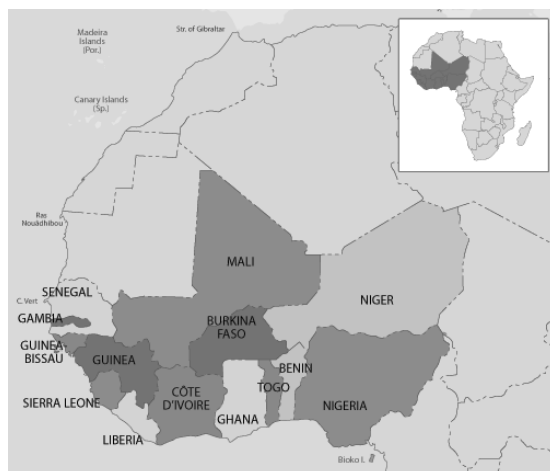 Madeira
Islands
(Por.)
Str. of Gibraltar
Canary Islands
(Sp.)
Ras
Nouâdhibou
MALI
C. Vert
SENEGAL
NIGER
GAMBIA
BURKINA
FASO
GUINEA
BISSAU
GUINEA
BENIN
TOGO
SIERRA LEONE
CÔTE
D'IVOIRE
NIGERIA
GHANA
LIBERIA
Bioko I.